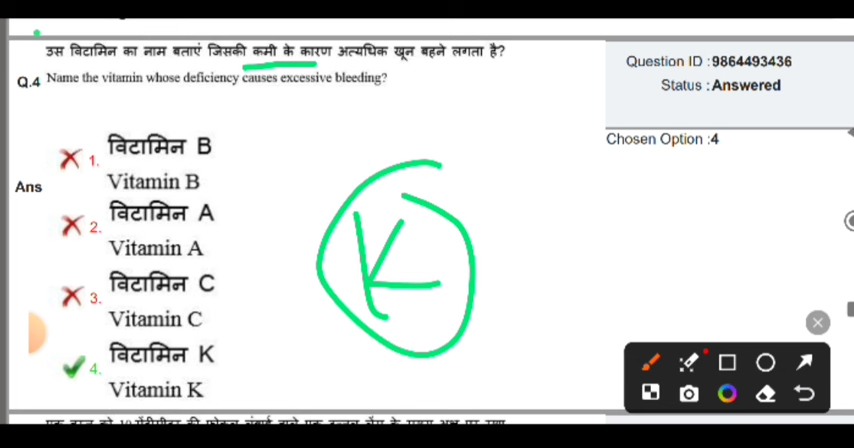 उस विटामिन का नाम बताएं जिसकी कमी के कारण अत्यधिक खून बहने लगता है?
Q.4 Name the vitamin whose deficiency causes excessive bleeding?
Question ID : 9864493436
Status : Answered
Chosen Option :4
Ans
1. विटामिन B
Vitamin B
2. विटामिन A
Vitamin A
3. विटामिन C
Vitamin C
4. विटामिन K
Vitamin K
K